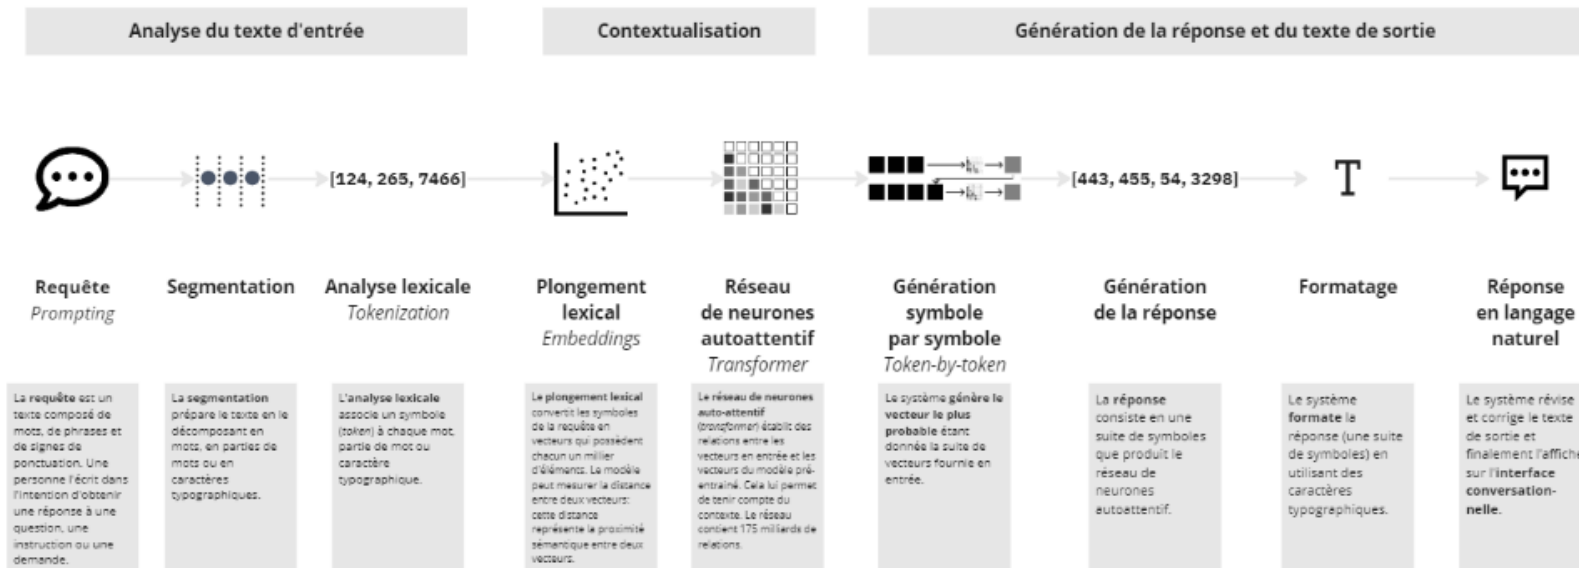 Analyse du texte d'entrée
Contextualisation
Génération de la réponse et du texte de sortie
[124, 265, 7466]
[443, 455, 54, 3298]
T
Requête
Prompting
Segmentation
Analyse lexicale
Tokenization
Plongement
lexical
Embeddings
Réseau
de neurones
autoattentif
Transformer
Génération
symbole
par symbole
Token-by-token
Génération
de la réponse
Formatage
Réponse
en langage
naturel
La requête est un
texte composé de
mots, de phrases et
de signes de
ponctuation. Une
personne l'écrit dans
l'intention d'obtenir
une réponse à une
question, une
instruction ou une
demande.
La segmentation
prépare le texte en le
décomposant en
mots, en parties de
mots ou en
caractères
typographiques.
L'analyse lexicale
associe un symbole
(token) à chaque mot,
partie de mot ou
caractère
typographique.
Le plongement lexical
convertit les symboles
de la requête en
vecteurs qui possèdent
chacun un millier
d'éléments. Le modèle
peut mesurer la distance
entre deux vecteurs:
cette distance
représente la proximité
sémantique entre deux
vecteurs.
Le réseau de neurones
auto-attentif
(transformer) établit des
relations entre les
vecteurs en entrée et les
vecteurs du modèle pré-
entrainé. Cela lui permet
de tenir compte du
contexte. Le réseau
contient 175 milliards de
relations.
Le système génère le
vecteur le plus
probable étant
donnée la suite de
vecteurs fournie en
entrée.
La réponse
consiste en une
suite de symboles
que produit le
réseau de
neurones
autoattentif.
Le système
formate la
réponse (une suite
de symboles) en
utilisant des
caractères
typographiques.
Le système révise
et corrige le texte
de sortie et
finalement l'affiche
sur l'interface
conversation-
nelle.